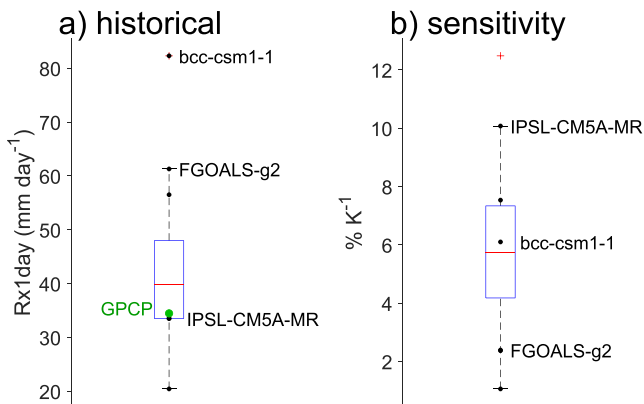 a) historical
80
70
60
50
40
30
20
Rx1day (mm day⁻¹)
bcc-csm1-1
FGOALS-g2
GPCP
IPSL-CM5A-MR
b) sensitivity
12
10
8
6
4
2
% K⁻¹
IPSL-CM5A-MR
bcc-csm1-1
FGOALS-g2